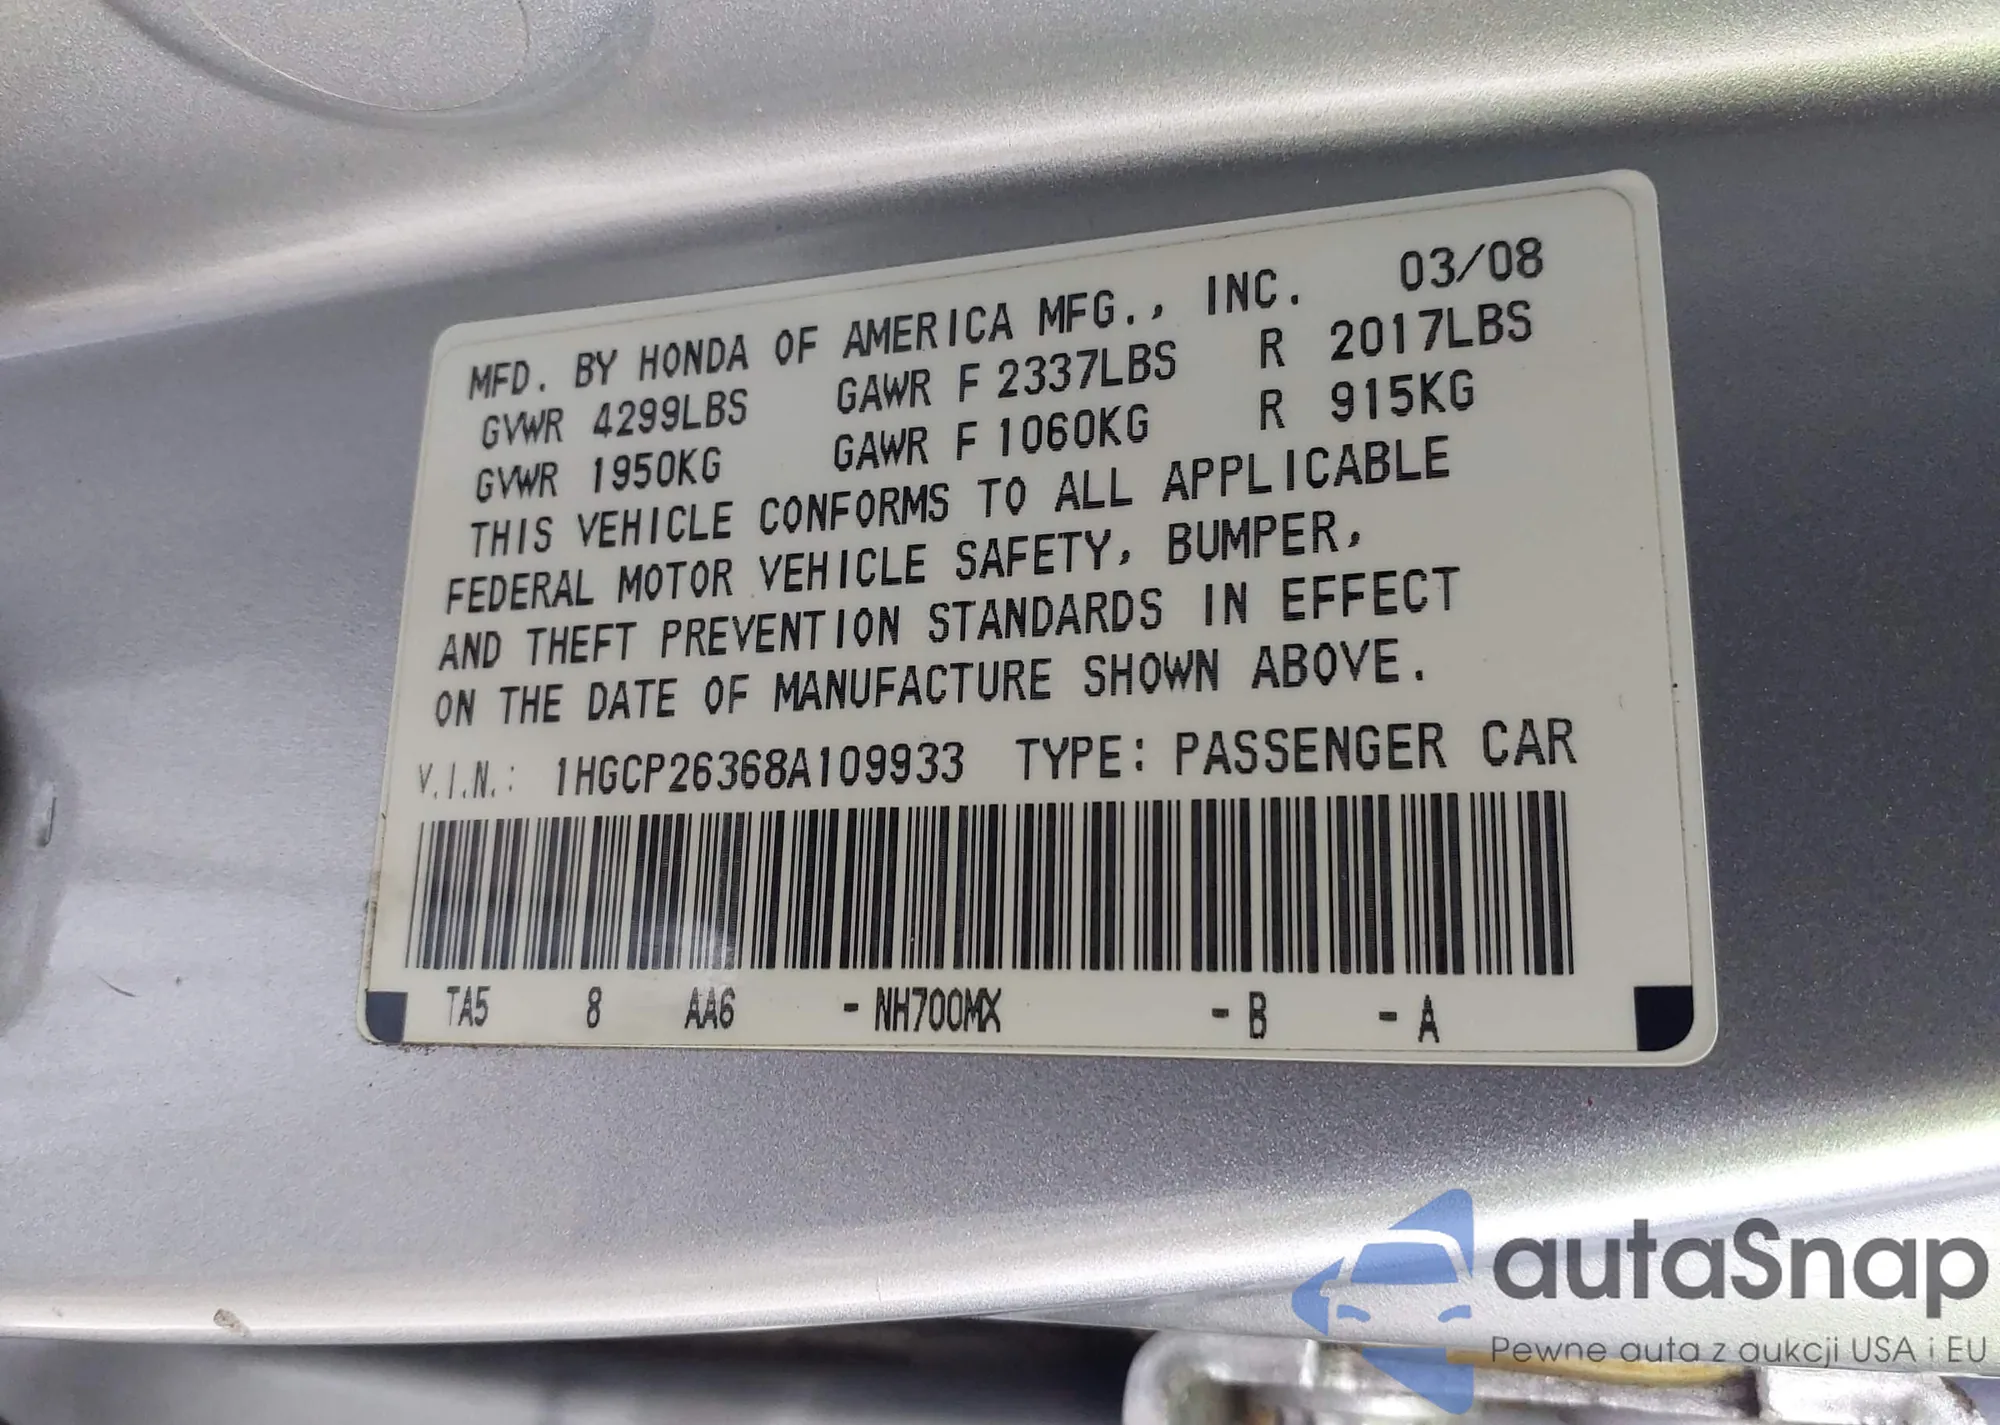 MFD. BY HONDA OF AMERICA MFG., INC. 03/08
GVWR 4299LBS GAWR F 2337LBS R 2017LBS
GVWR 1950KG GAWR F 1060KG R 915KG
THIS VEHICLE CONFORMS TO ALL APPLICABLE
FEDERAL MOTOR VEHICLE SAFETY, BUMPER,
AND THEFT PREVENTION STANDARDS IN EFFECT
ON THE DATE OF MANUFACTURE SHOWN ABOVE.
V.I.N.: 1HGCP26368A109933 TYPE: PASSENGER CAR
TA5 8 AA6 -NH700MX -B -A
autaSnap
Pewne auta z aukcji USA i EU